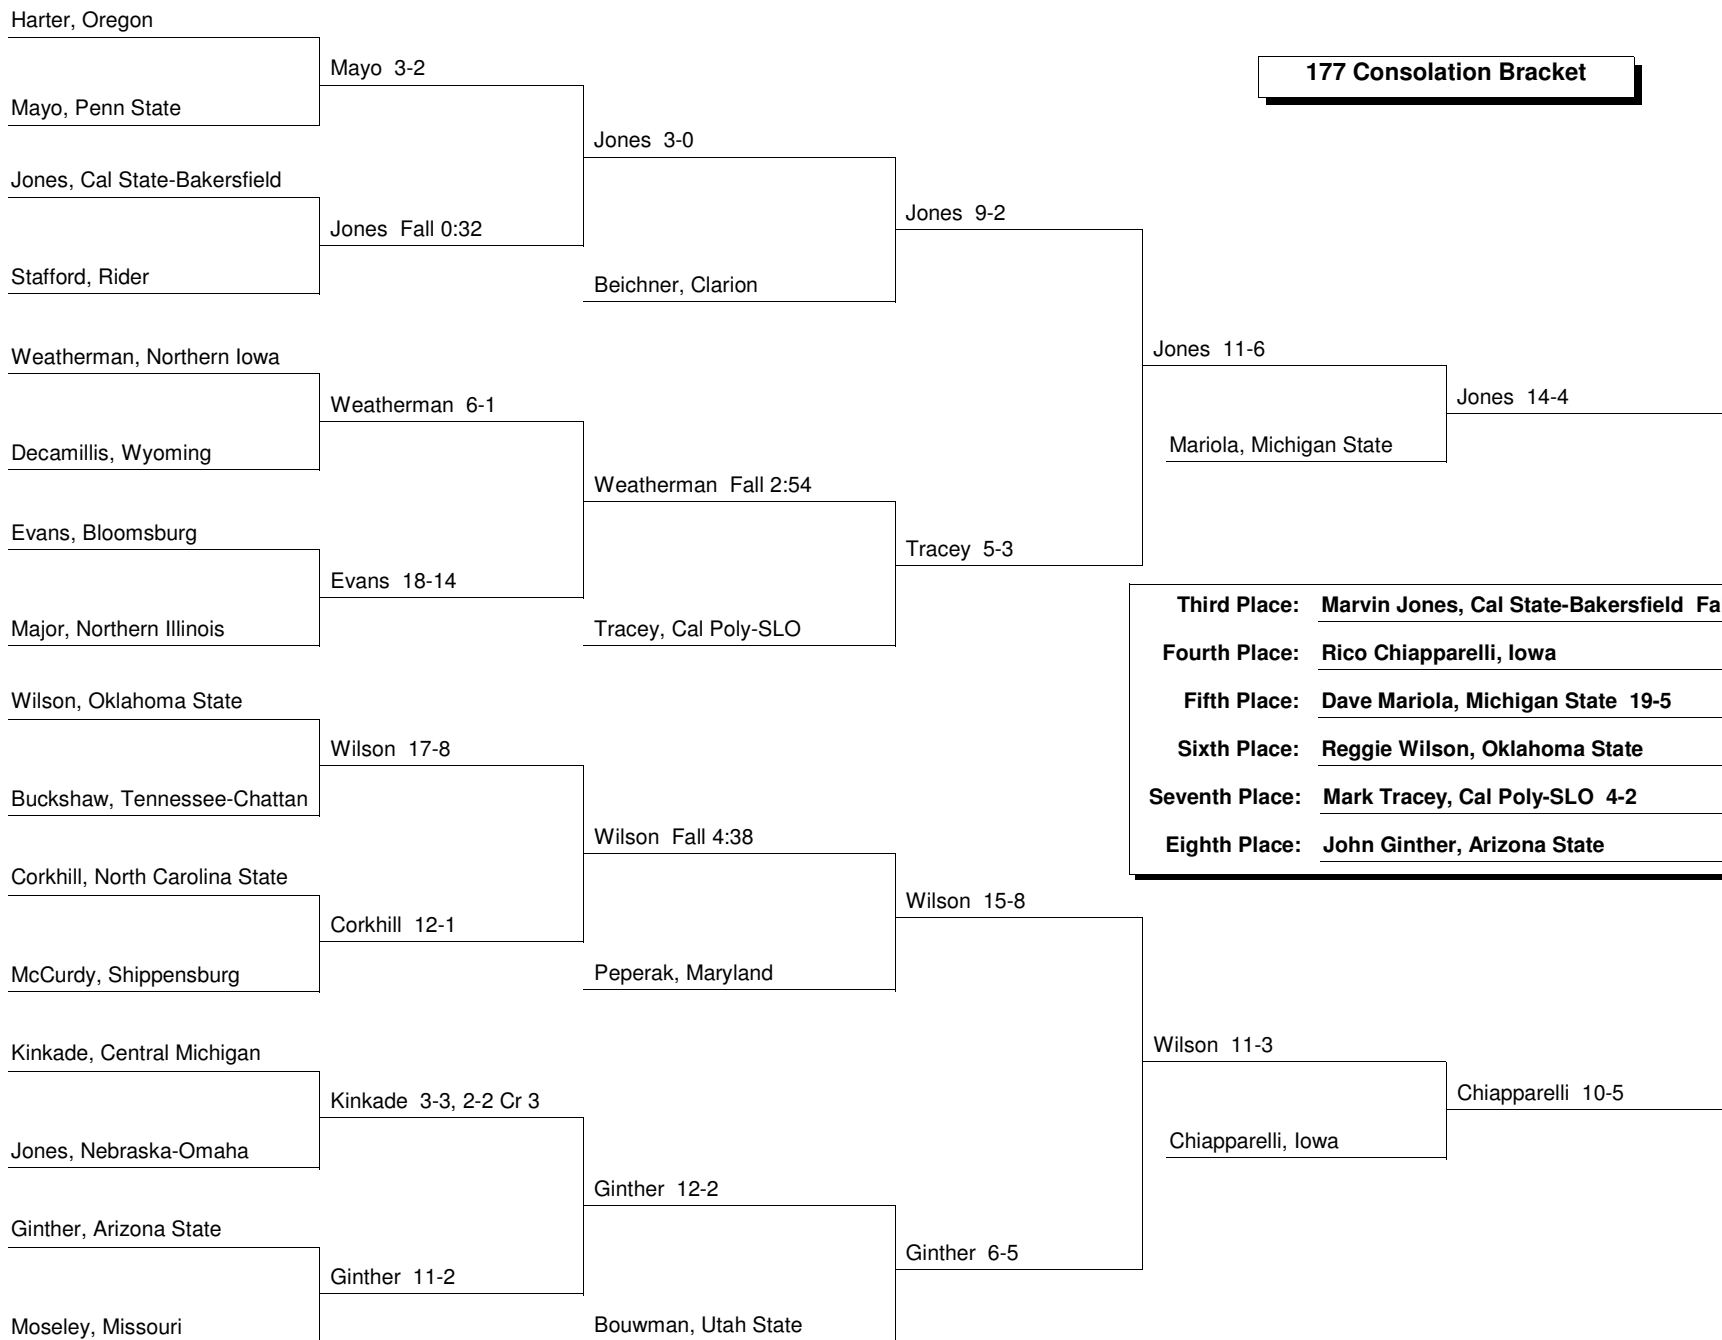 Harter, Oregon
Mayo 3-2
177 Consolation Bracket
Mayo, Penn State
Jones 3-0
Jones, Cal State-Bakersfield
Jones 9-2
Jones Fall 0:32
Stafford, Rider
Beichner, Clarion
Weatherman, Northern Iowa
Jones 11-6
Weatherman 6-1
Jones 14-4
Decamillis, Wyoming
Mariola, Michigan State
Weatherman Fall 2:54
Evans, Bloomsburg
Tracey 5-3
Evans 18-14
Major, Northern Illinois
Tracey, Cal Poly-SLO
Third Place: Marvin Jones, Cal State-Bakersfield Fa
Fourth Place: Rico Chiapparelli, Iowa
Fifth Place: Dave Mariola, Michigan State 19-5
Sixth Place: Reggie Wilson, Oklahoma State
Seventh Place: Mark Tracey, Cal Poly-SLO 4-2
Eighth Place: John Ginther, Arizona State
Wilson, Oklahoma State
Wilson 17-8
Buckshaw, Tennessee-Chattan
Wilson Fall 4:38
Corkhill, North Carolina State
Wilson 15-8
Corkhill 12-1
McCurdy, Shippensburg
Peperak, Maryland
Kinkade, Central Michigan
Wilson 11-3
Kinkade 3-3, 2-2 Cr 3
Chiapparelli 10-5
Jones, Nebraska-Omaha
Chiapparelli, Iowa
Ginther 12-2
Ginther, Arizona State
Ginther 6-5
Ginther 11-2
Moseley, Missouri
Bouwman, Utah State